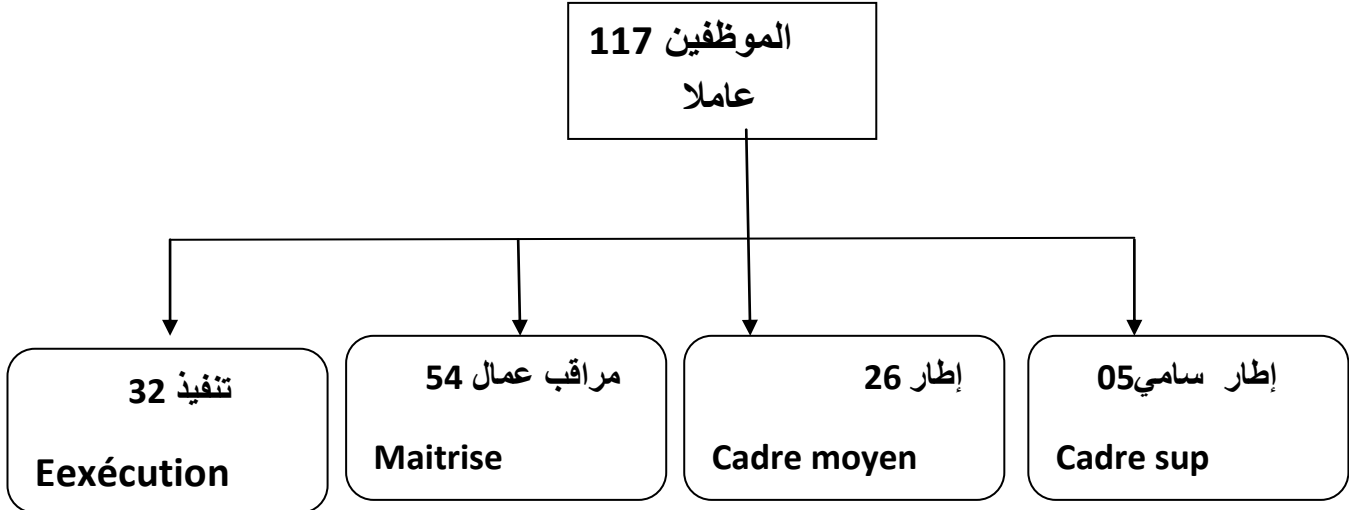 الموظفين 117
عاملا
إطار سامي05
Cadre sup
إطار 26
Cadre moyen
مراقب عمال 54
Maitrise
تنفيذ 32
Eexécution